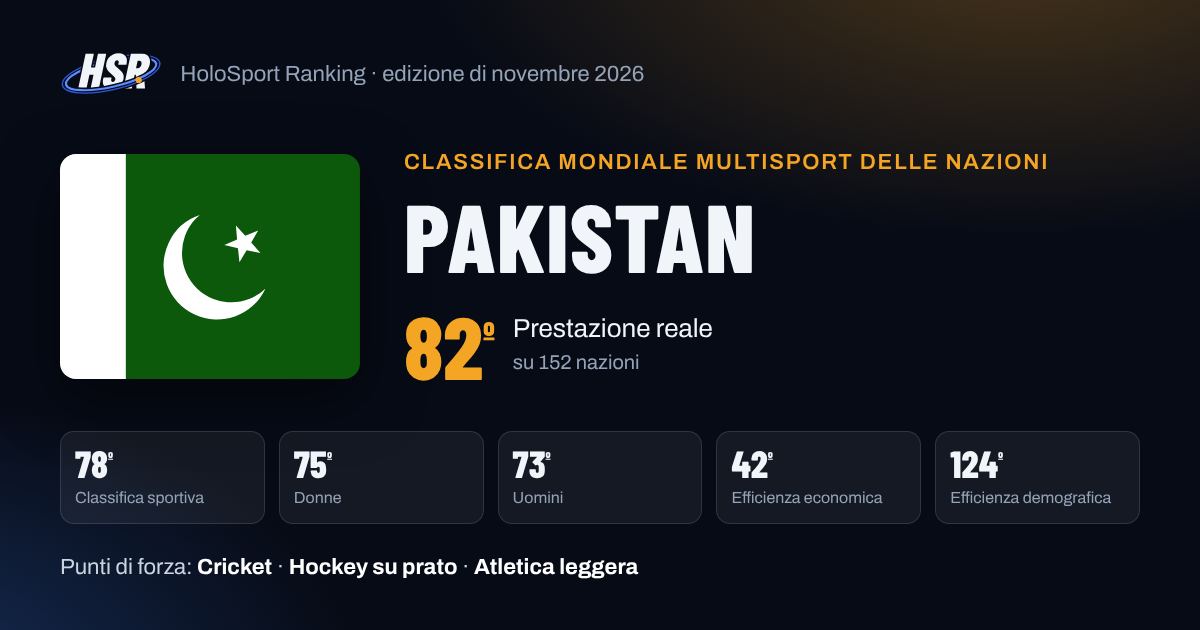 HSR
HoloSport Ranking · edizione di novembre 2026
CLASSIFICA MONDIALE MULTISPORT DELLE NAZIONI
PAKISTAN
82º
Prestazione reale
su 152 nazioni
78º
Classifica sportiva
75º
Donne
73º
Uomini
42º
Efficienza economica
124º
Efficienza demografica
Punti di forza: Cricket · Hockey su prato · Atletica leggera